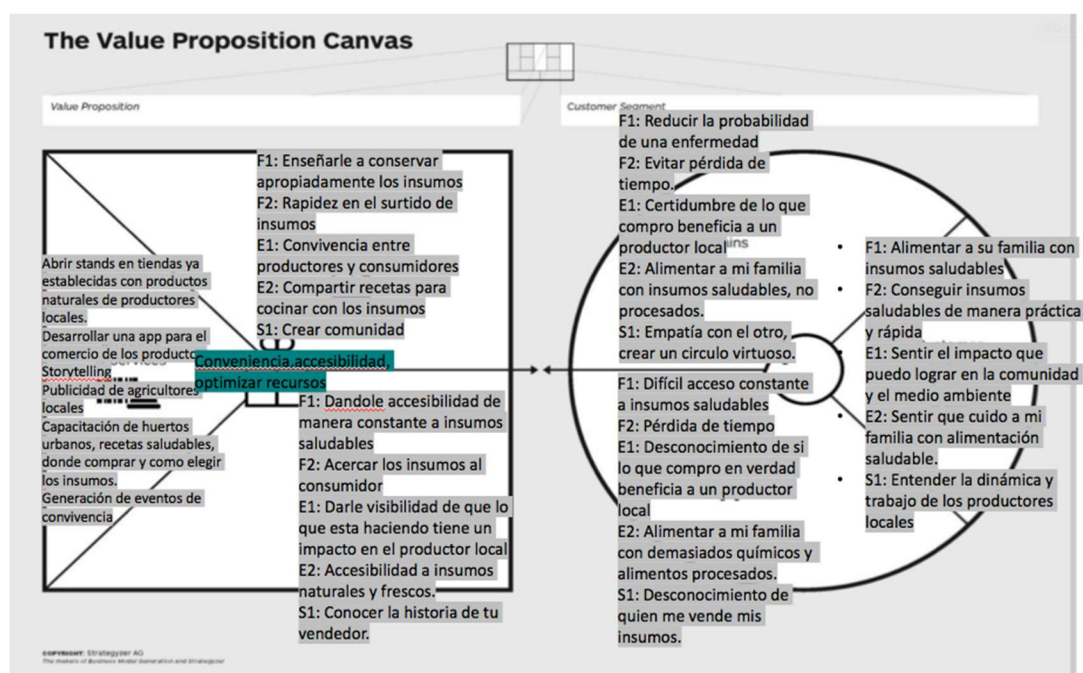 The Value Proposition Canvas
Value Proposition
Customer Segment
F1: Enseñarle a conservar
apropiadamente los insumos
F2: Rapidez en el surtido de
insumos
E1: Convivencia entre
productores y consumidores
E2: Compartir recetas para
cocinar con los insumos
S1: Crear comunidad
Abrir stands en tiendas ya
establecidas con productos
naturales de productores
locales.
Desarrollar una app para el
comercio de los producto
Storytelling
Publicidad de agricultores
locales
Capacitación de huertos
urbanos, recetas saludables,
donde comprar y como elegir
los insumos.
Generación de eventos de
convivencia
Conveniencia,accesibilidad,
optimizar recursos
F1: Dandole accesibilidad de
manera constante a insumos
saludables
F2: Acercar los insumos al
consumidor
E1: Darle visibilidad de que lo
que esta haciendo tiene un
impacto en el productor local
E2: Accesibilidad a insumos
naturales y frescos.
S1: Conocer la historia de tu
vendedor.
F1: Reducir la probabilidad
de una enfermedad
F2: Evitar pérdida de
tiempo.
E1: Certidumbre de lo que
compro beneficia a un
productor local
E2: Alimentar a mi familia
con insumos saludables, no
procesados.
S1: Empatía con el otro,
crear un circulo virtuoso.
F1: Difícil acceso constante
a insumos saludables
F2: Pérdida de tiempo
E1: Desconocimiento de si
lo que compro en verdad
beneficia a un productor
local
E2: Alimentar a mi familia
con demasiados químicos y
alimentos procesados.
S1: Desconocimiento de
quien me vende mis
insumos.
• F1: Alimentar a su familia con
insumos saludables
• F2: Conseguir insumos
saludables de manera práctica
y rápida
• E1: Sentir el impacto que
puedo lograr en la comunidad
y el medio ambiente
• E2: Sentir que cuido a mi
familia con alimentación
saludable.
• S1: Entender la dinámica y
trabajo de los productores
locales
COPYRIGHT: Strategyzer AG
The makers of Business Model Generation and Strategyzer